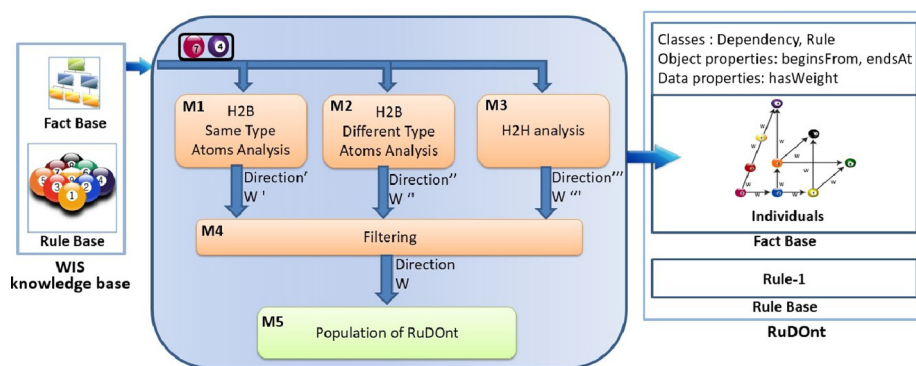 Fact Base
Rule Base
WIS
knowledge base
7 4
M1
H2B
Same Type
Atoms Analysis
M2
H2B
Different Type
Atoms Analysis
M3
H2H analysis
Direction'
W '
Direction''
W ''
Direction'''
W '''
M4
Filtering
Direction
W
M5
Population of RuDOnt
Classes : Dependency, Rule
Object properties: beginsFrom, endsAt
Data properties: hasWeight
Individuals
Fact Base
Rule-1
Rule Base
RuDOnt